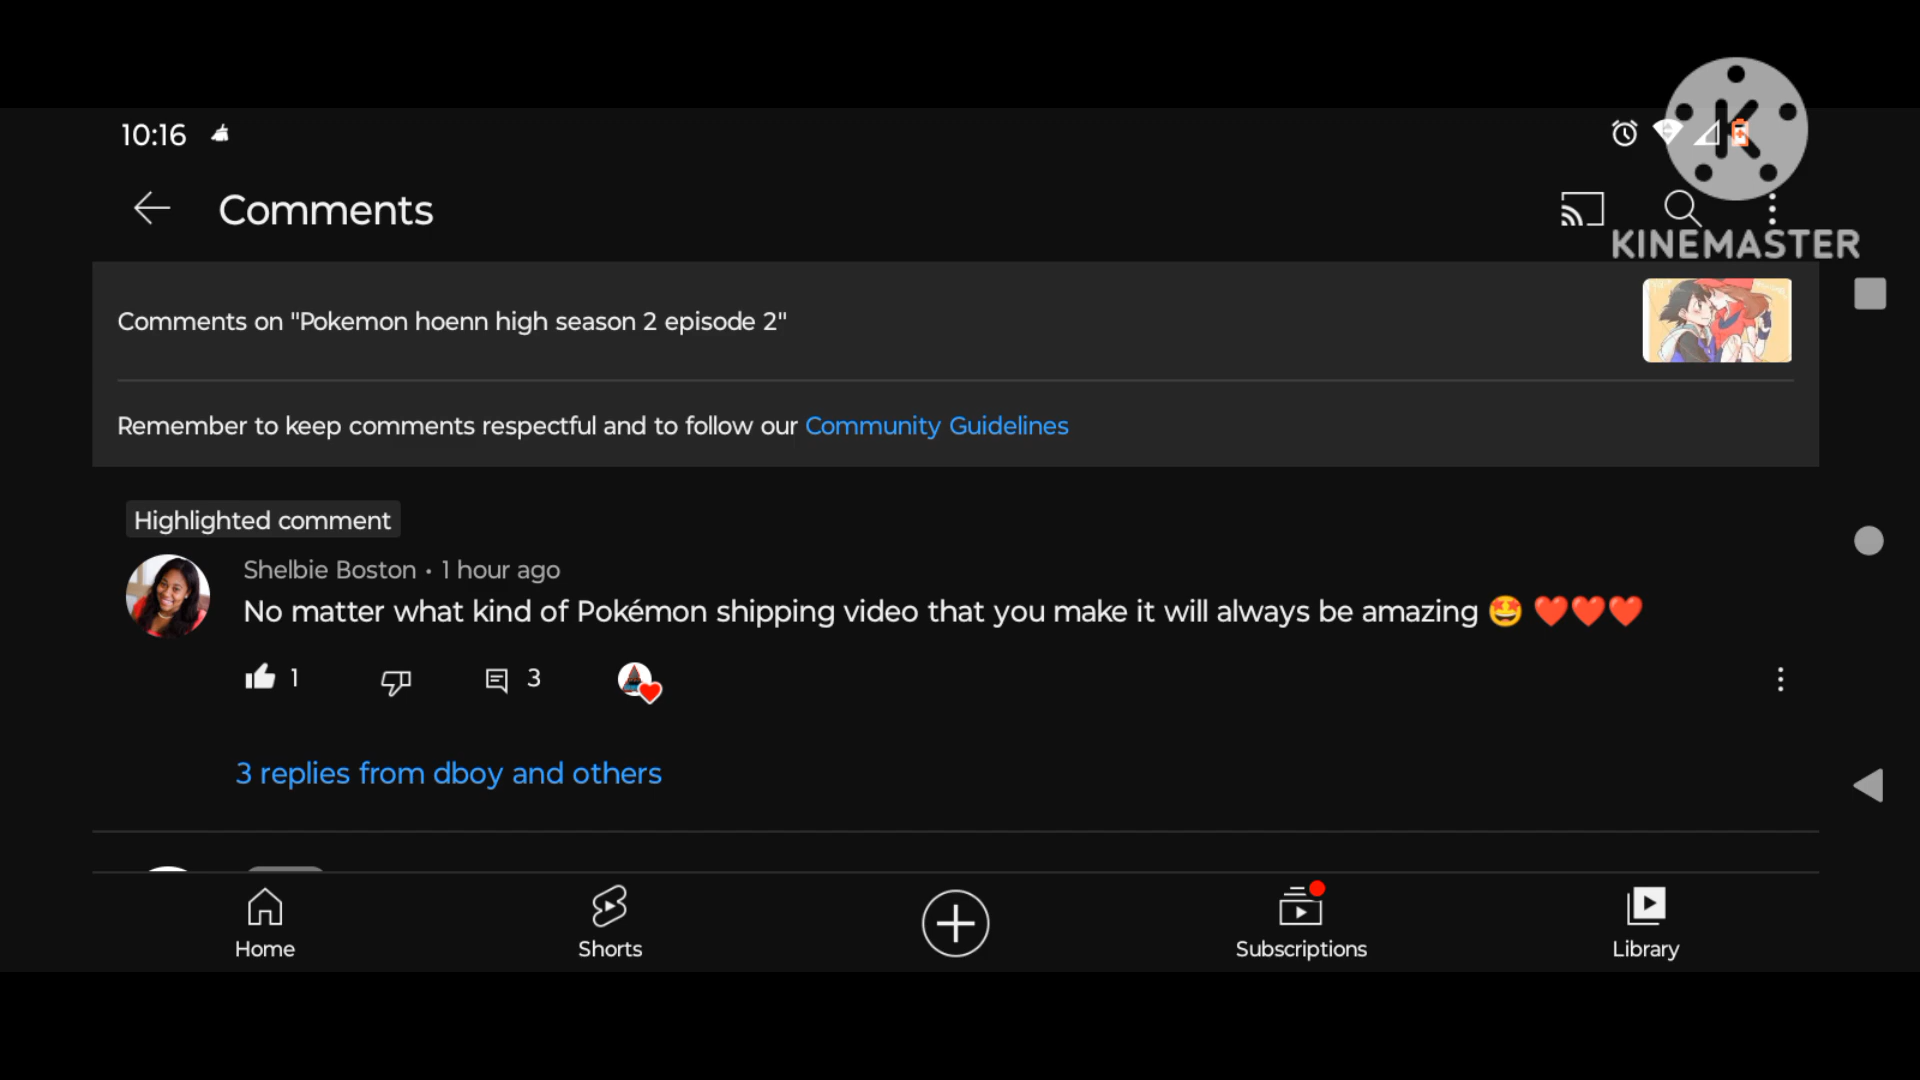 10:16
Comments
KINEMASTER
Comments on "Pokemon hoenn high season 2 episode 2"
Remember to keep comments respectful and to follow our Community Guidelines
Highlighted comment
Shelbie Boston • 1 hour ago
No matter what kind of Pokémon shipping video that you make it will always be amazing 🤩 ❤️❤️❤️
1
3
3 replies from dboy and others
Home
Shorts
Subscriptions
Library